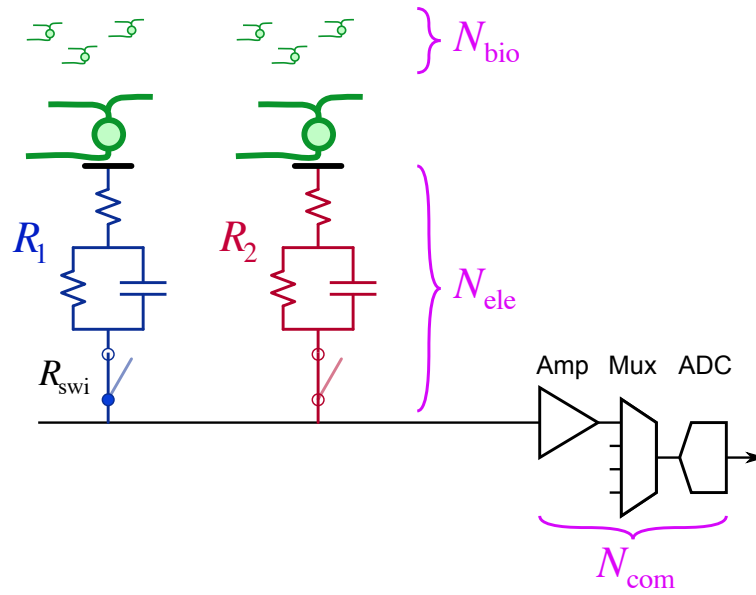 N_bio
R_1
R_2
N_ele
R_swi
Amp Mux ADC
N_com